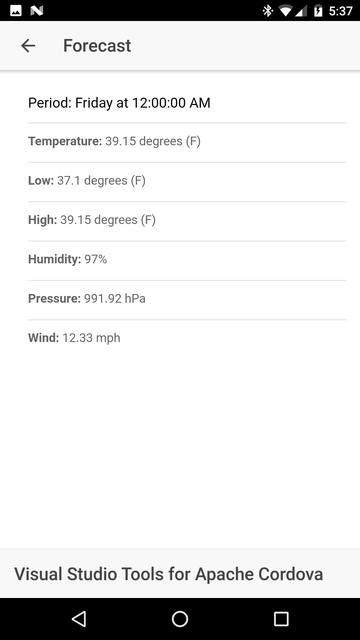 5:37
Forecast
Period: Friday at 12:00:00 AM
Temperature: 39.15 degrees (F)
Low: 37.1 degrees (F)
High: 39.15 degrees (F)
Humidity: 97%
Pressure: 991.92 hPa
Wind: 12.33 mph
Visual Studio Tools for Apache Cordova